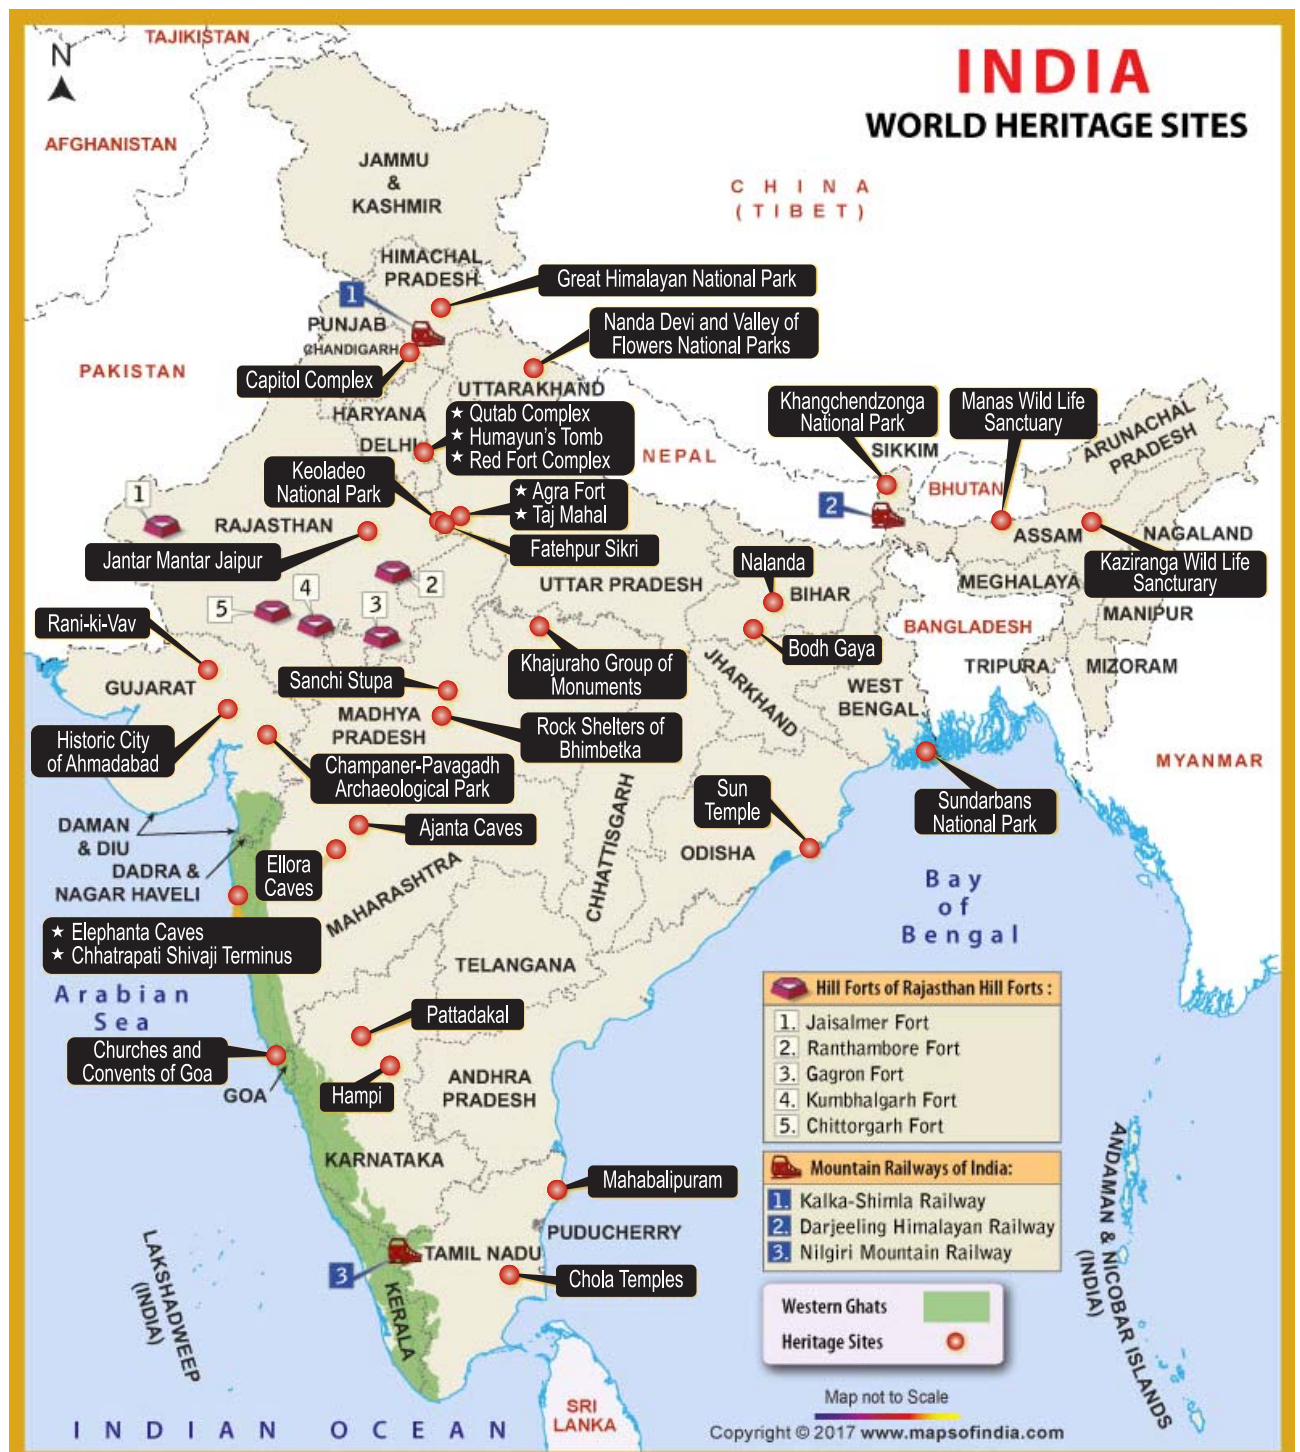 INDIA
WORLD HERITAGE SITES
N
TAJIKISTAN
AFGHANISTAN
JAMMU
&
KASHMIR
C H I N A
(TIBET)
HIMACHAL
PRADESH
Great Himalayan National Park
1
PUNJAB
CHANDIGARH
Nanda Devi and Valley of
Flowers National Parks
PAKISTAN
Capitol Complex
UTTARAKHAND
HARYANA
DELHI
★ Qutab Complex
★ Humayun's Tomb
★ Red Fort Complex
NEPAL
Khangchendzonga
National Park
SIKKIM
Manas Wild Life
Sanctuary
ARUNACHAL
PRADESH
BHUTAN
Keoladeo
National Park
★ Agra Fort
★ Taj Mahal
Fatehpur Sikri
1
RAJASTHAN
2
ASSAM
NAGALAND
Jantar Mantar Jaipur
UTTAR PRADESH
Nalanda
BIHAR
MEGHALAYA
Kaziranga Wild Life
Sancturary
2
4
5
3
MANIPUR
Rani-ki-Vav
BANGLADESH
Bodh Gaya
Khajuraho Group of
Monuments
JHARKHAND
TRIPURA
MIZORAM
GUJARAT
Sanchi Stupa
WEST
BENGAL
MADHYA
PRADESH
Rock Shelters of
Bhimbetka
Historic City
of Ahmadabad
Champaner-Pavagadh
Archaeological Park
MYANMAR
CHHATTISGARH
Sun
Temple
Sundarbans
National Park
DAMAN
& DIU
Ajanta Caves
ODISHA
DADRA &
NAGAR HAVELI
Ellora
Caves
MAHARASHTRA
Bay
of
Bengal
★ Elephanta Caves
★ Chhatrapati Shivaji Terminus
TELANGANA
Arabian
Sea
Pattadakal
Churches and
Convents of Goa
GOA
Hampi
ANDHRA
PRADESH
KARNATAKA
Mahabalipuram
PUDUCHERRY
TAMIL NADU
3
Chola Temples
KERALA
LAKSHADWEEP
(INDIA)
ANDAMAN & NICOBAR ISLANDS
(INDIA)
Hill Forts of Rajasthan Hill Forts :
1. Jaisalmer Fort
2. Ranthambore Fort
3. Gagron Fort
4. Kumbhalgarh Fort
5. Chittorgarh Fort
Mountain Railways of India:
1. Kalka-Shimla Railway
2. Darjeeling Himalayan Railway
3. Nilgiri Mountain Railway
Western Ghats
Heritage Sites
SRI
LANKA
INDIAN OCEAN
Map not to Scale
Copyright © 2017 www.mapsofindia.com